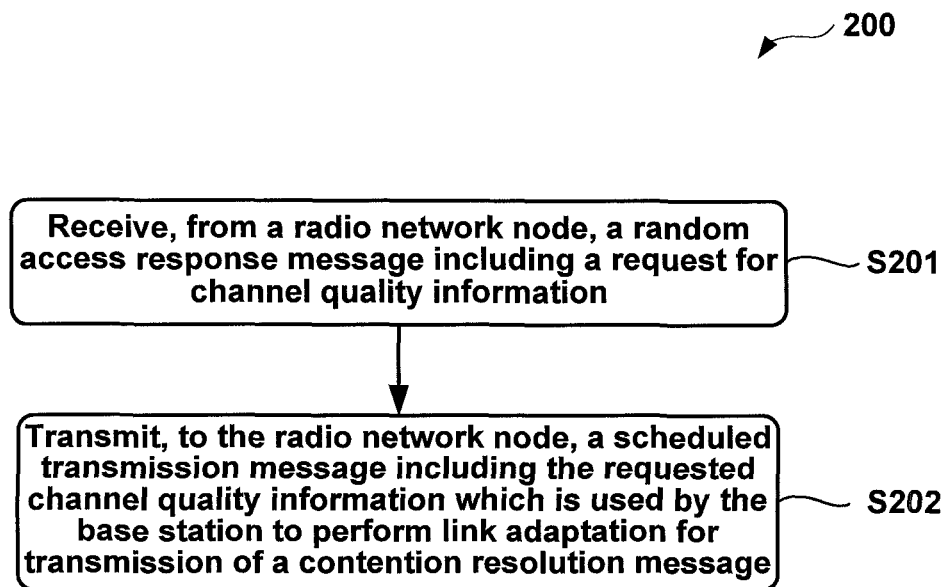 200
Receive, from a radio network node, a random
access response message including a request for
channel quality information
S201
Transmit, to the radio network node, a scheduled
transmission message including the requested
channel quality information which is used by the
base station to perform link adaptation for
transmission of a contention resolution message
S202